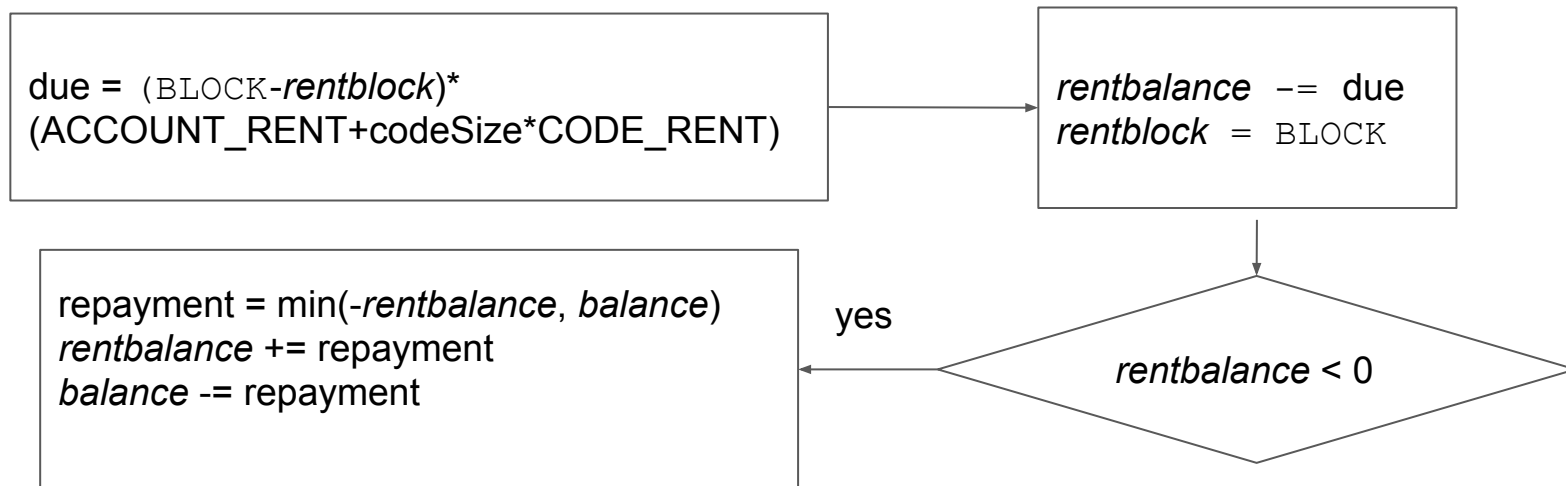 due = (BLOCK-rentblock)*
(ACCOUNT_RENT+codeSize*CODE_RENT)
rentbalance -= due
rentblock = BLOCK
rentbalance < 0
yes
repayment = min(-rentbalance, balance)
rentbalance += repayment
balance -= repayment